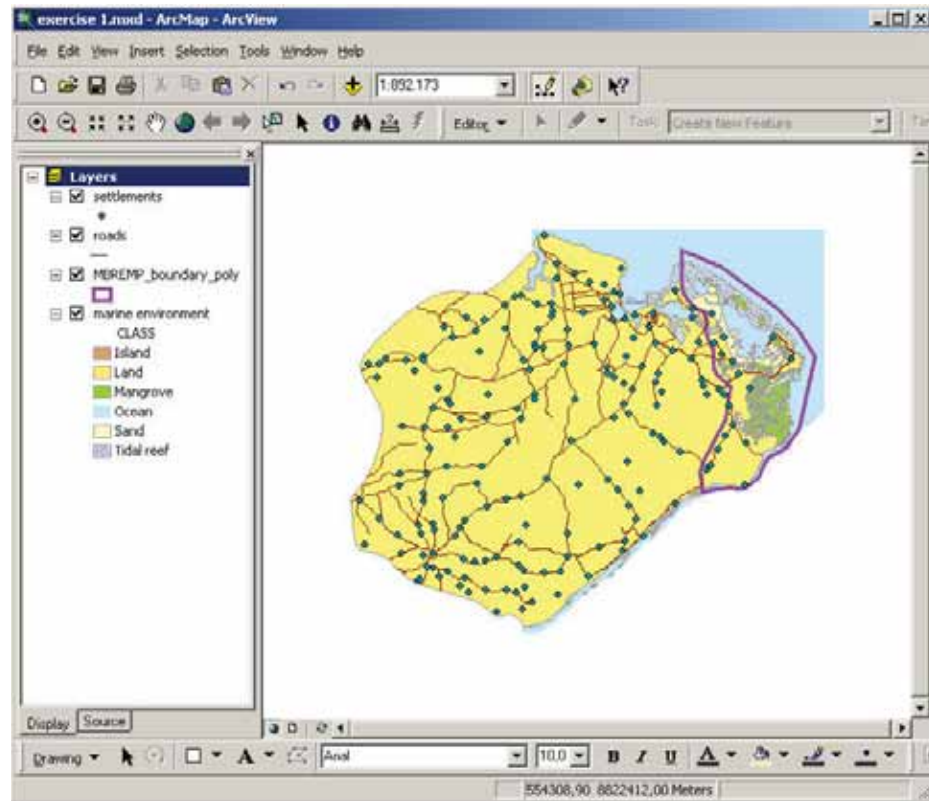 exercise 1.mxd - ArcMap - ArcView
File Edit View Insert Selection Tools Window Help
1:892.173
Editor Task: Create New Feature
Layers
settlements
roads
MBREMP_boundary_poly
marine environment
CLASS
Island
Land
Mangrove
Ocean
Sand
Tidal reef
Display Source
Drawing A Arial 10,0 B I U A
554308,90 8822412,00 Meters